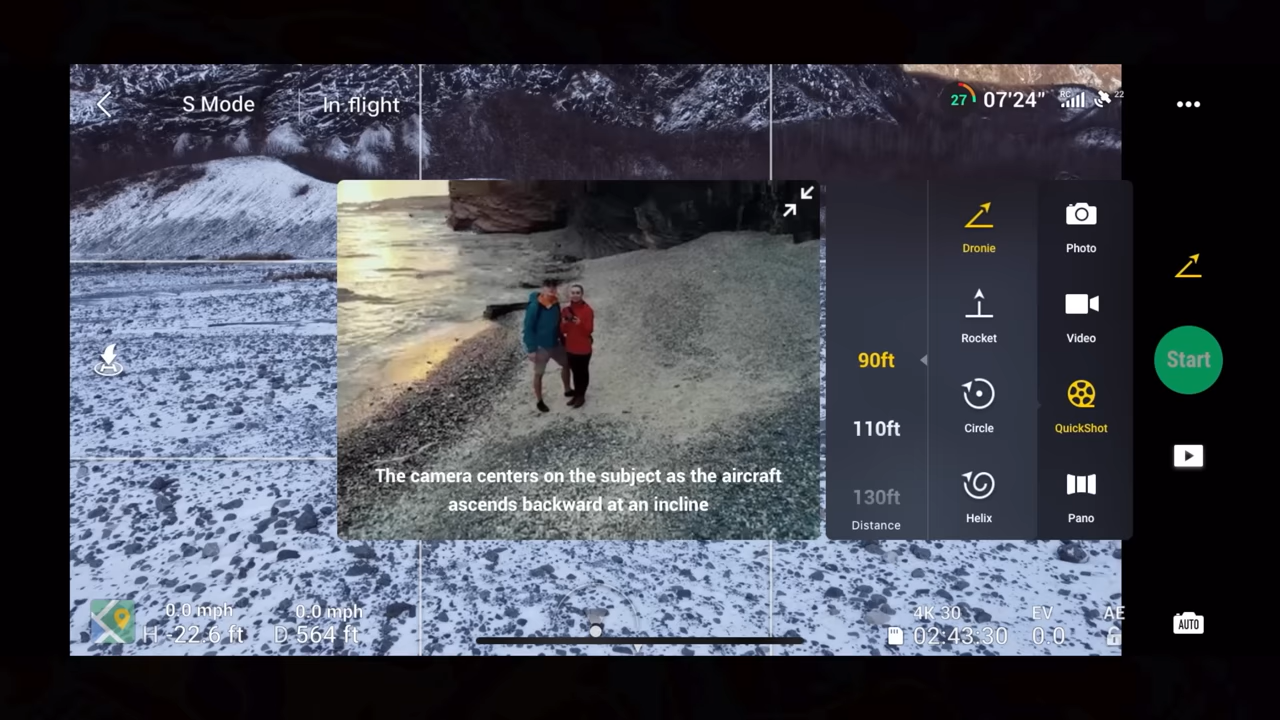 S Mode
In flight
27
07'24"
RC
22
Dronie
Photo
Rocket
Video
90ft
Start
110ft
Circle
QuickShot
The camera centers on the subject as the aircraft
ascends backward at an incline
130ft
Distance
Helix
Pano
0.0 mph
0.0 mph
4K 30
EV
AE
H -22.6 ft
D 564 ft
02:43:30
0.0
AUTO